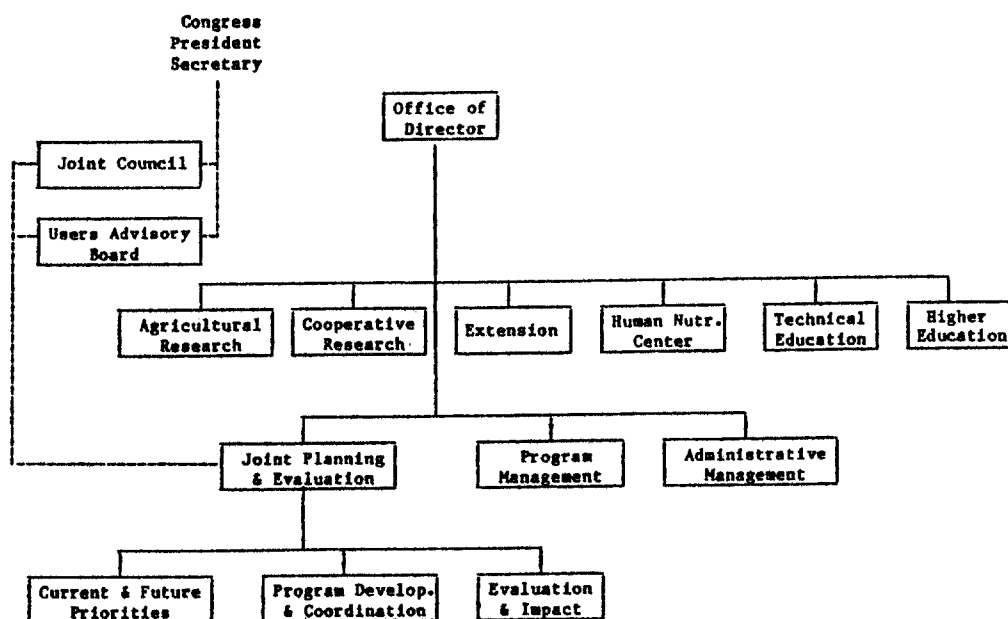 Congress
President
Secretary
Office of
Director
Joint Council
Users Advisory
Board
Agricultural
Research
Cooperative
Research
Extension
Human Nutr.
Center
Technical
Education
Higher
Education
Joint Planning
& Evaluation
Program
Management
Administrative
Management
Current & Future
Priorities
Program Develop.
& Coordination
Evaluation
& Impact